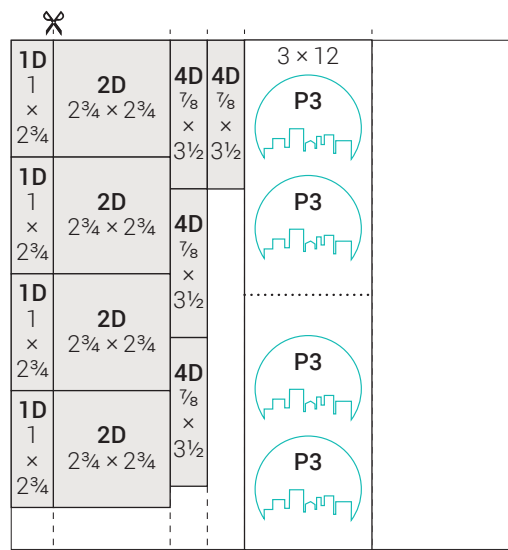 1D
1
×
2¾
2D
2¾ × 2¾
4D
⅞
×
3½
4D
⅞
×
3½
3 × 12
P3
1D
1
×
2¾
2D
2¾ × 2¾
4D
⅞
×
3½
P3
1D
1
×
2¾
2D
2¾ × 2¾
4D
⅞
×
3½
P3
1D
1
×
2¾
2D
2¾ × 2¾
P3